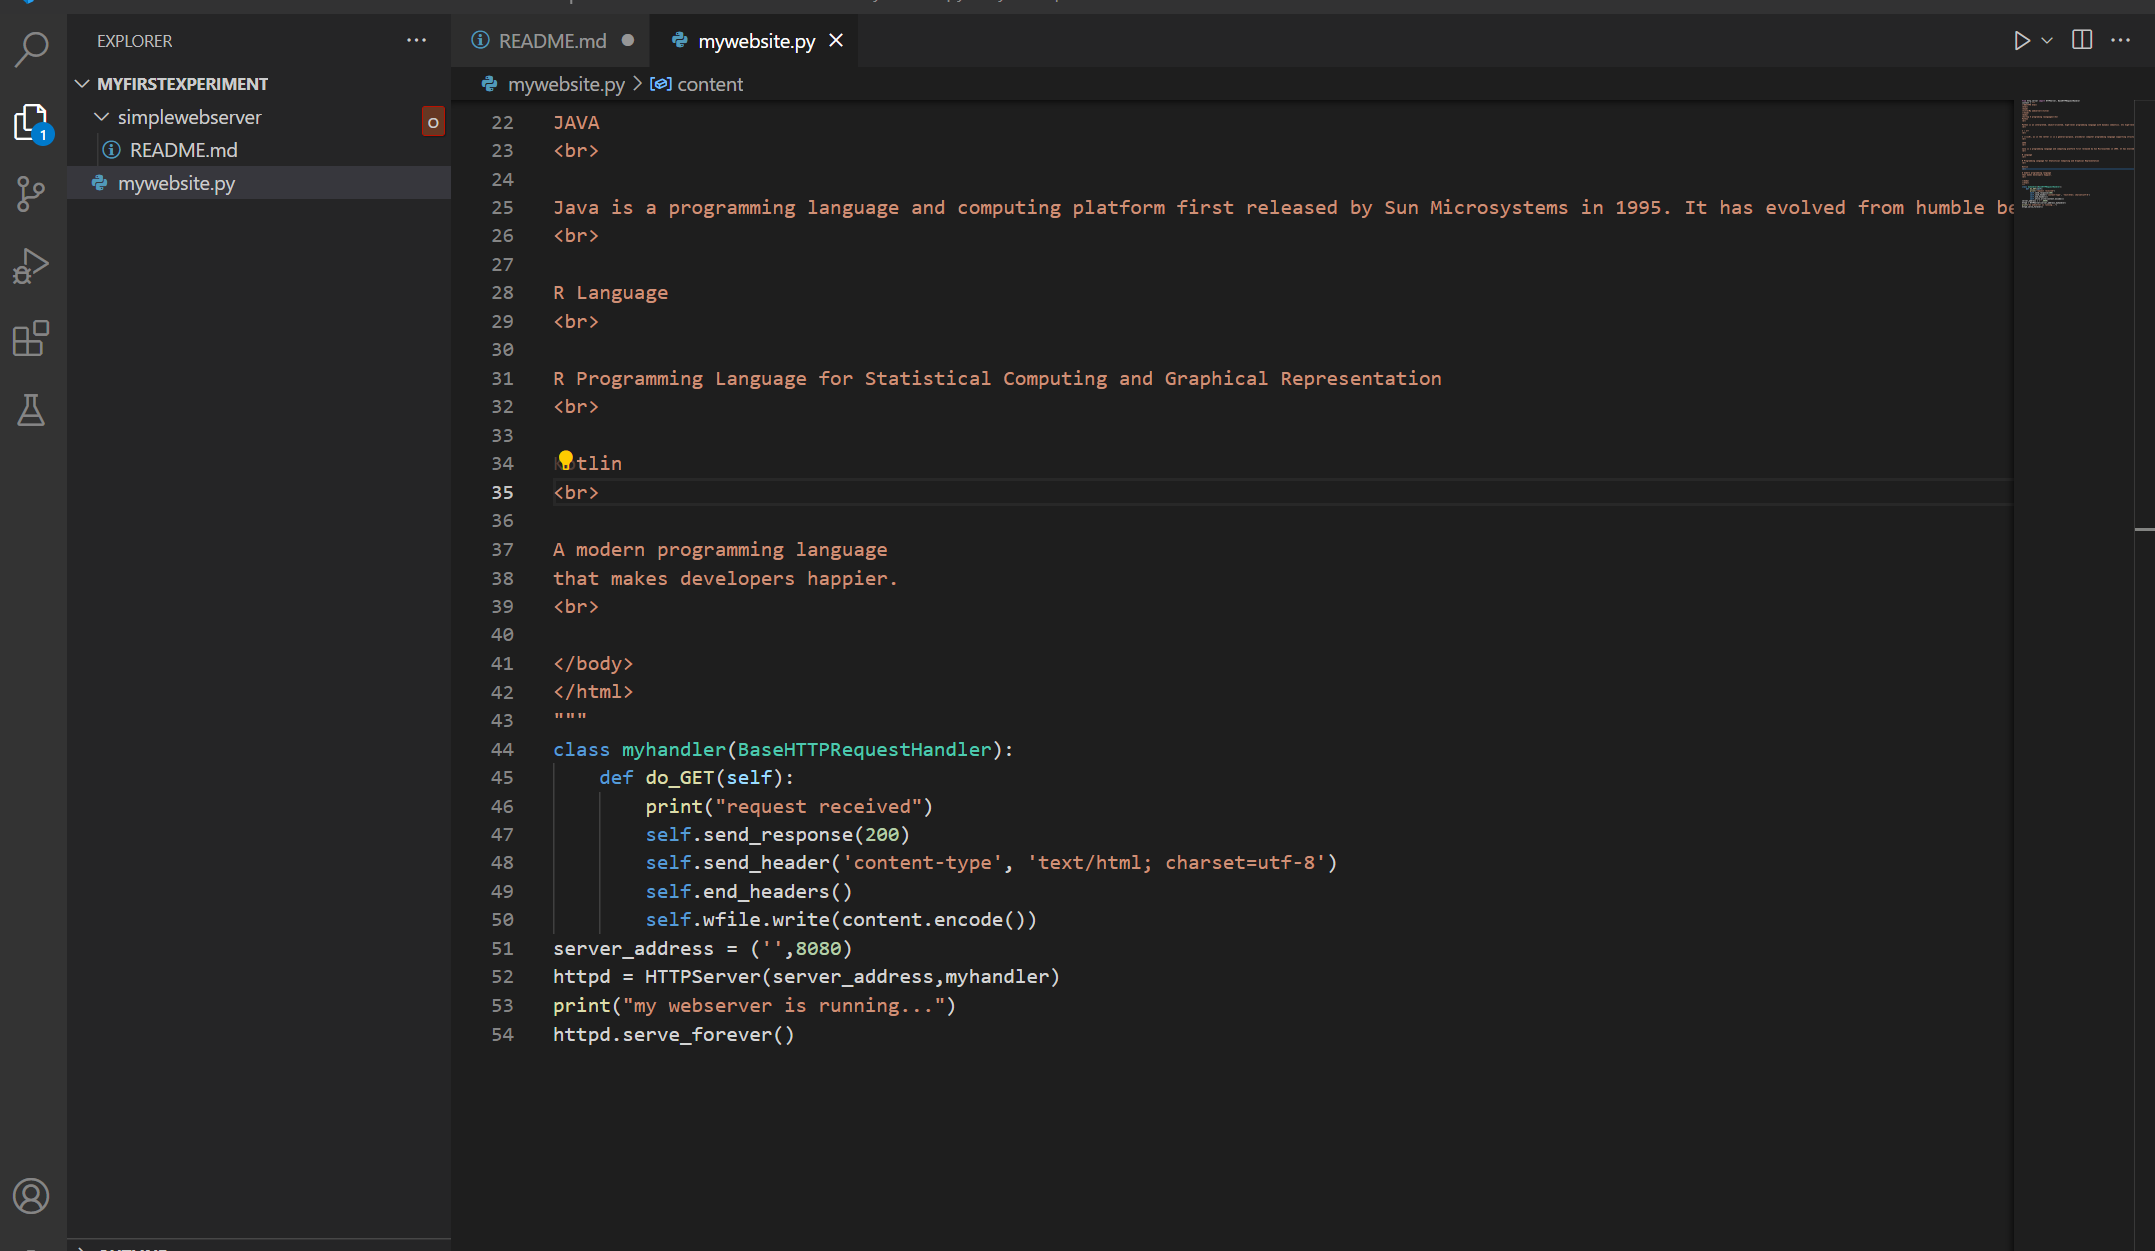 EXPLORER
README.md
mywebsite.py
MYFIRSTEXPERIMENT
mywebsite.py
content
simplewebserver
README.md
mywebsite.py
1
22 JAVA
23 <br>
24
25 Java is a programming language and computing platform first released by Sun Microsystems in 1995. It has evolved from humble be
26 <br>
27
28 R Language
29 <br>
30
31 R Programming Language for Statistical Computing and Graphical Representation
32 <br>
33
34 Kotlin
35 <br>
36
37 A modern programming language
38 that makes developers happier.
39 <br>
40
41 </body>
42 </html>
43 """
44 class myhandler(BaseHTTPRequestHandler):
45     def do_GET(self):
46         print("request received")
47         self.send_response(200)
48         self.send_header('content-type', 'text/html; charset=utf-8')
49         self.end_headers()
50         self.wfile.write(content.encode())
51 server_address = ('',8080)
52 httpd = HTTPServer(server_address,myhandler)
53 print("my webserver is running...")
54 httpd.serve_forever()